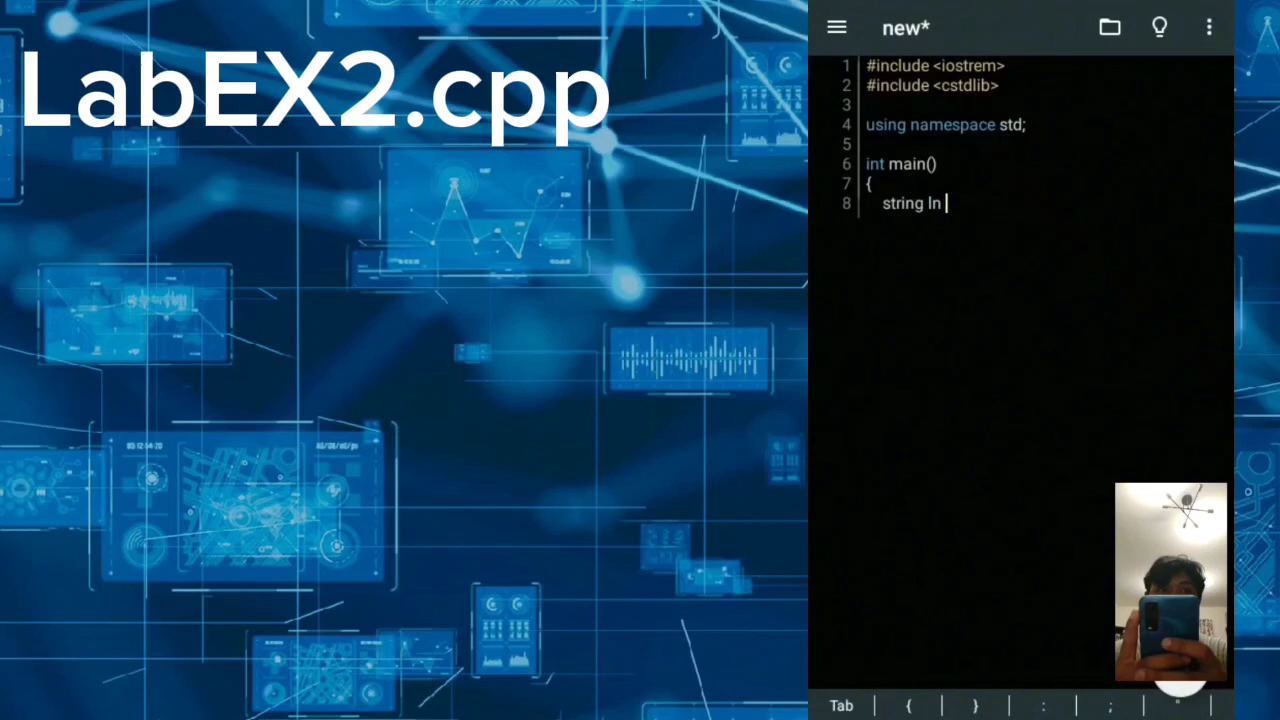 LabEX2.cpp
new*
1 #include <iostrem>
2 #include <cstdlib>
3
4 using namespace std;
5
6 int main()
7 {
8 string ln
Tab { } : ; "